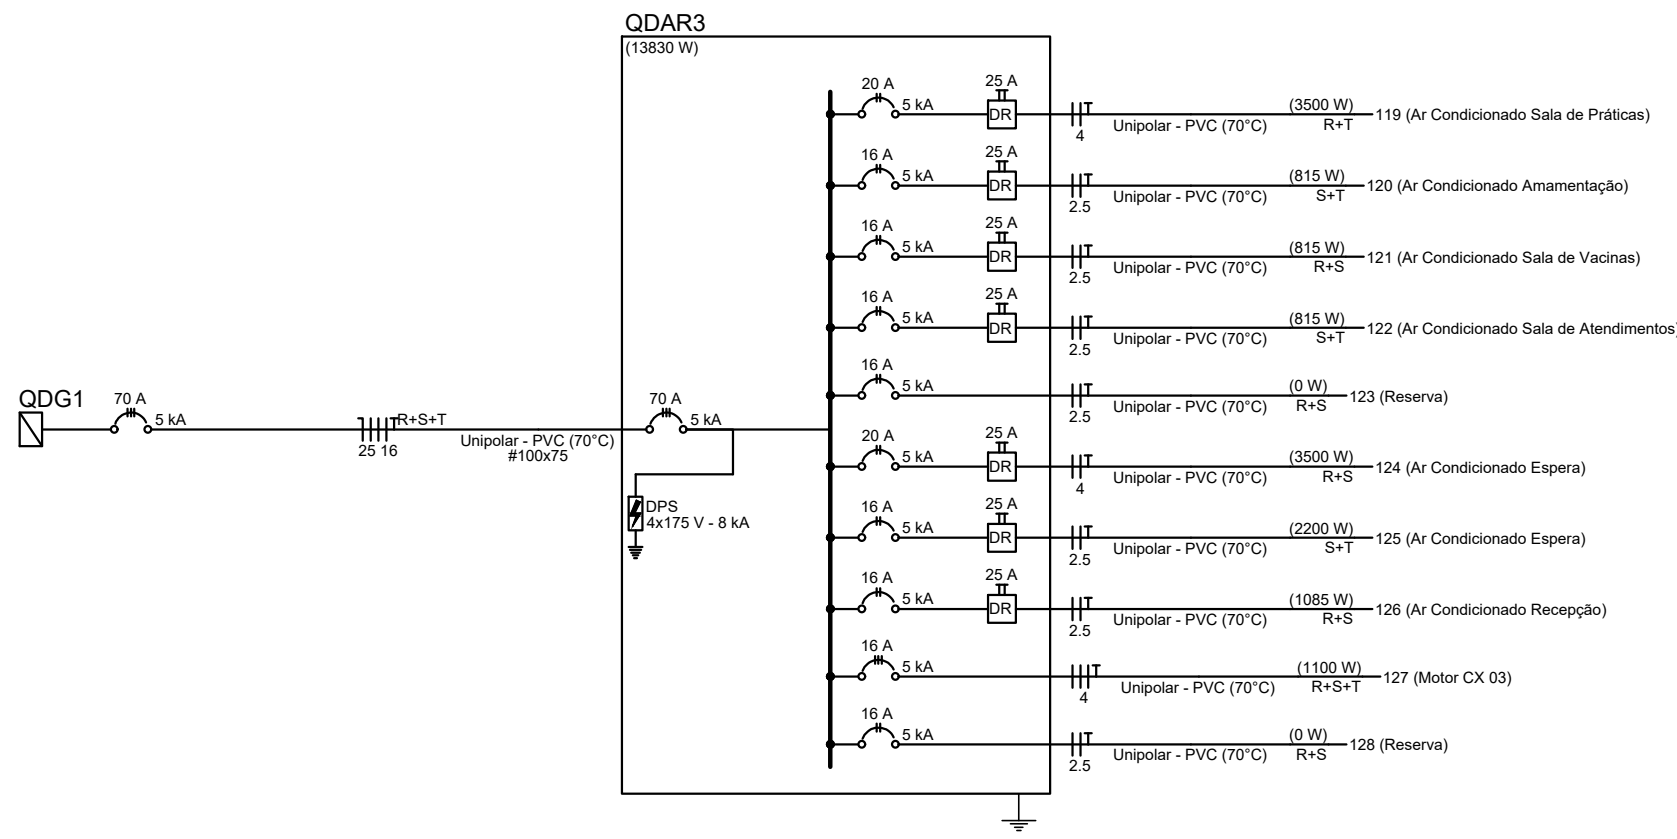 QDAR3
(13830 W)
20 A
5 kA
25 A
DR
4
Unipolar - PVC (70°C)
(3500 W)
R+T
119 (Ar Condicionado Sala de Práticas)
16 A
5 kA
25 A
DR
2.5
Unipolar - PVC (70°C)
(815 W)
S+T
120 (Ar Condicionado Amamentação)
16 A
5 kA
25 A
DR
2.5
Unipolar - PVC (70°C)
(815 W)
R+S
121 (Ar Condicionado Sala de Vacinas)
16 A
5 kA
25 A
DR
2.5
Unipolar - PVC (70°C)
(815 W)
S+T
122 (Ar Condicionado Sala de Atendimentos)
16 A
5 kA
2.5
Unipolar - PVC (70°C)
(0 W)
R+S
123 (Reserva)
QDG1
70 A
5 kA
R+S+T
25 16
Unipolar - PVC (70°C)
#100x75
70 A
5 kA
DPS
4x175 V - 8 kA
20 A
5 kA
25 A
DR
4
Unipolar - PVC (70°C)
(3500 W)
R+S
124 (Ar Condicionado Espera)
16 A
5 kA
25 A
DR
2.5
Unipolar - PVC (70°C)
(2200 W)
S+T
125 (Ar Condicionado Espera)
16 A
5 kA
25 A
DR
2.5
Unipolar - PVC (70°C)
(1085 W)
R+S
126 (Ar Condicionado Recepção)
16 A
5 kA
4
Unipolar - PVC (70°C)
(1100 W)
R+S+T
127 (Motor CX 03)
16 A
5 kA
2.5
Unipolar - PVC (70°C)
(0 W)
R+S
128 (Reserva)